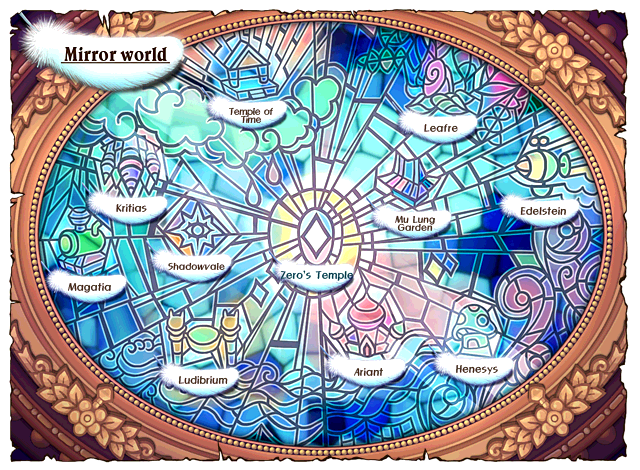 Mirror world
Temple of
Time
Leafre
Kritias
Mu Lung
Garden
Edelstein
Shadowvale
Zero's Temple
Magatia
Ludibrium
Ariant
Henesys